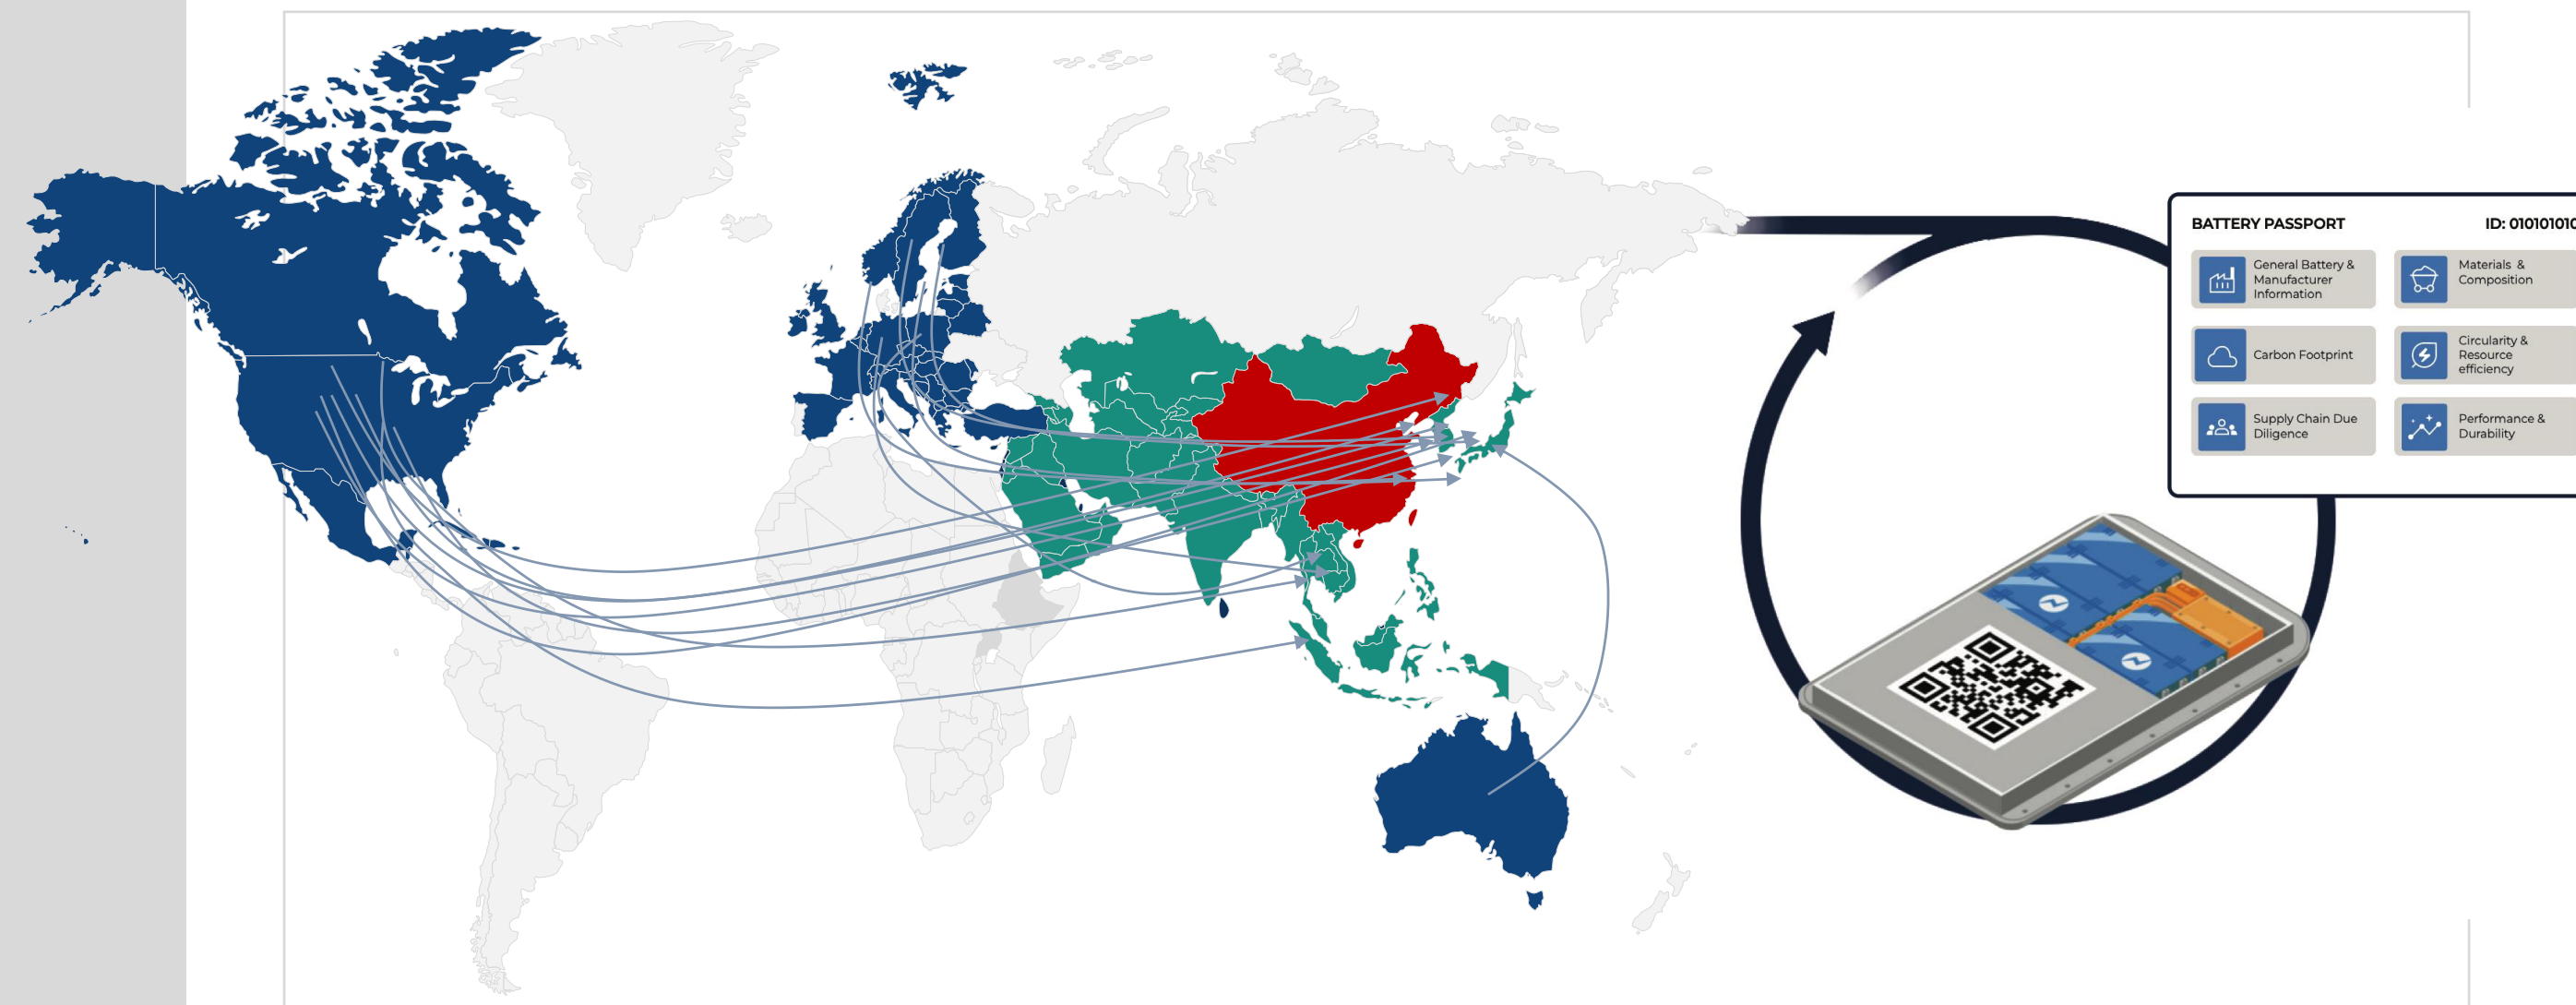 BATTERY PASSPORT
ID: 010101010
General Battery &
Manufacturer
Information
Materials &
Composition
Carbon Footprint
Circularity &
Resource
efficiency
Supply Chain Due
Diligence
Performance &
Durability